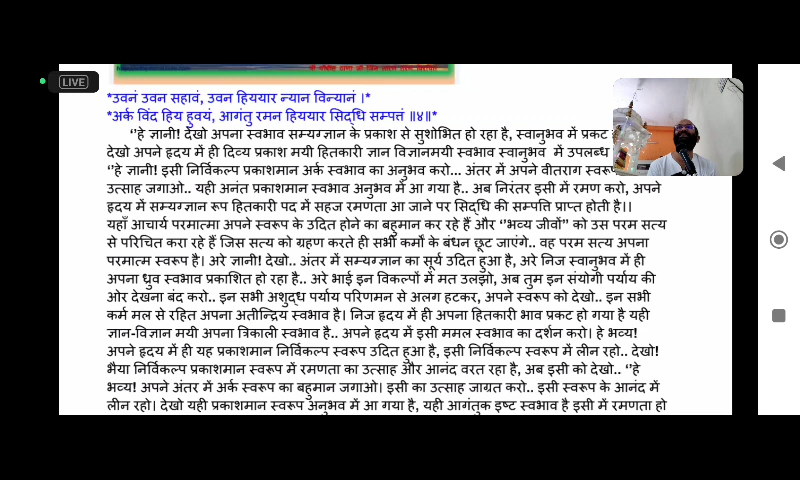 LIVE
*उवनं उवन सहावं, उवन हिययार न्यान विन्यानं ।*
*अर्क विंद हिय हुवयं, आगंतु रमन हिययार सिद्धि सम्पत्तं ॥४॥*
‘'हे ज्ञानी! देखो अपना स्वभाव सम्यग्ज्ञान के प्रकाश से सुशोभित हो रहा है, स्वानुभव में प्रकट
देखो अपने हृदय में ही दिव्य प्रकाश मयी हितकारी ज्ञान विज्ञानमयी स्वभाव स्वानुभव में उपलब्ध
‘'हे ज्ञानी! इसी निर्विकल्प प्रकाशमान अर्क स्वभाव का अनुभव करो... अंतर में अपने वीतराग
उत्साह जगाओ.. यही अनंत प्रकाशमान स्वभाव अनुभव में आ गया है.. अब निरंतर इसी में रमण करो, अपने
हृदय में सम्यग्ज्ञान रूप हितकारी पद में सहज रमणता आ जाने पर सिद्धि की सम्पत्ति प्राप्त होती है।।
यहाँ आचार्य परमात्मा अपने स्वरूप के उदित होने का बहुमान कर रहे हैं और ‘'भव्य जीवों” को उस परम सत्य
से परिचित करा रहे हैं जिस सत्य को ग्रहण करते ही सभी कर्मों के बंधन छूट जाएंगे.. वह परम सत्य अपना
परमात्म स्वरूप है। अरे ज्ञानी! देखो.. अंतर में सम्यग्ज्ञान का सूर्य उदित हुआ है, अरे निज स्वानुभव में ही
अपना ध्रुव स्वभाव प्रकाशित हो रहा है.. अरे भाई इन विकल्पों में मत उलझो, अब तुम इन संयोगी पर्याय की
ओर देखना बंद करो.. इन सभी अशुद्ध पर्याय परिणमन से अलग हटकर, अपने स्वरूप को देखो.. इन सभी
कर्म मल से रहित अपना अतीन्द्रिय स्वभाव है। निज हृदय में ही अपना हितकारी भाव प्रकट हो गया है यही
ज्ञान-विज्ञान मयी अपना त्रिकाली स्वभाव है.. अपने हृदय में इसी ममल स्वभाव का दर्शन करो। हे भव्य!
अपने हृदय में ही यह प्रकाशमान निर्विकल्प स्वरूप उदित हुआ है, इसी निर्विकल्प स्वरूप में लीन रहो.. देखो!
भैया निर्विकल्प प्रकाशमान स्वरूप में रमणता का उत्साह और आनंद वरत रहा है, अब इसी को देखो.. ‘'हे
भव्य! अपने अंतर में अर्क स्वरूप का बहुमान जगाओ। इसी का उत्साह जाग्रत करो.. इसी स्वरूप के आनंद में
लीन रहो। देखो यही प्रकाशमान स्वरूप अनुभव में आ गया है, यही आगंतुक इष्ट स्वभाव है इसी में रमणता हो